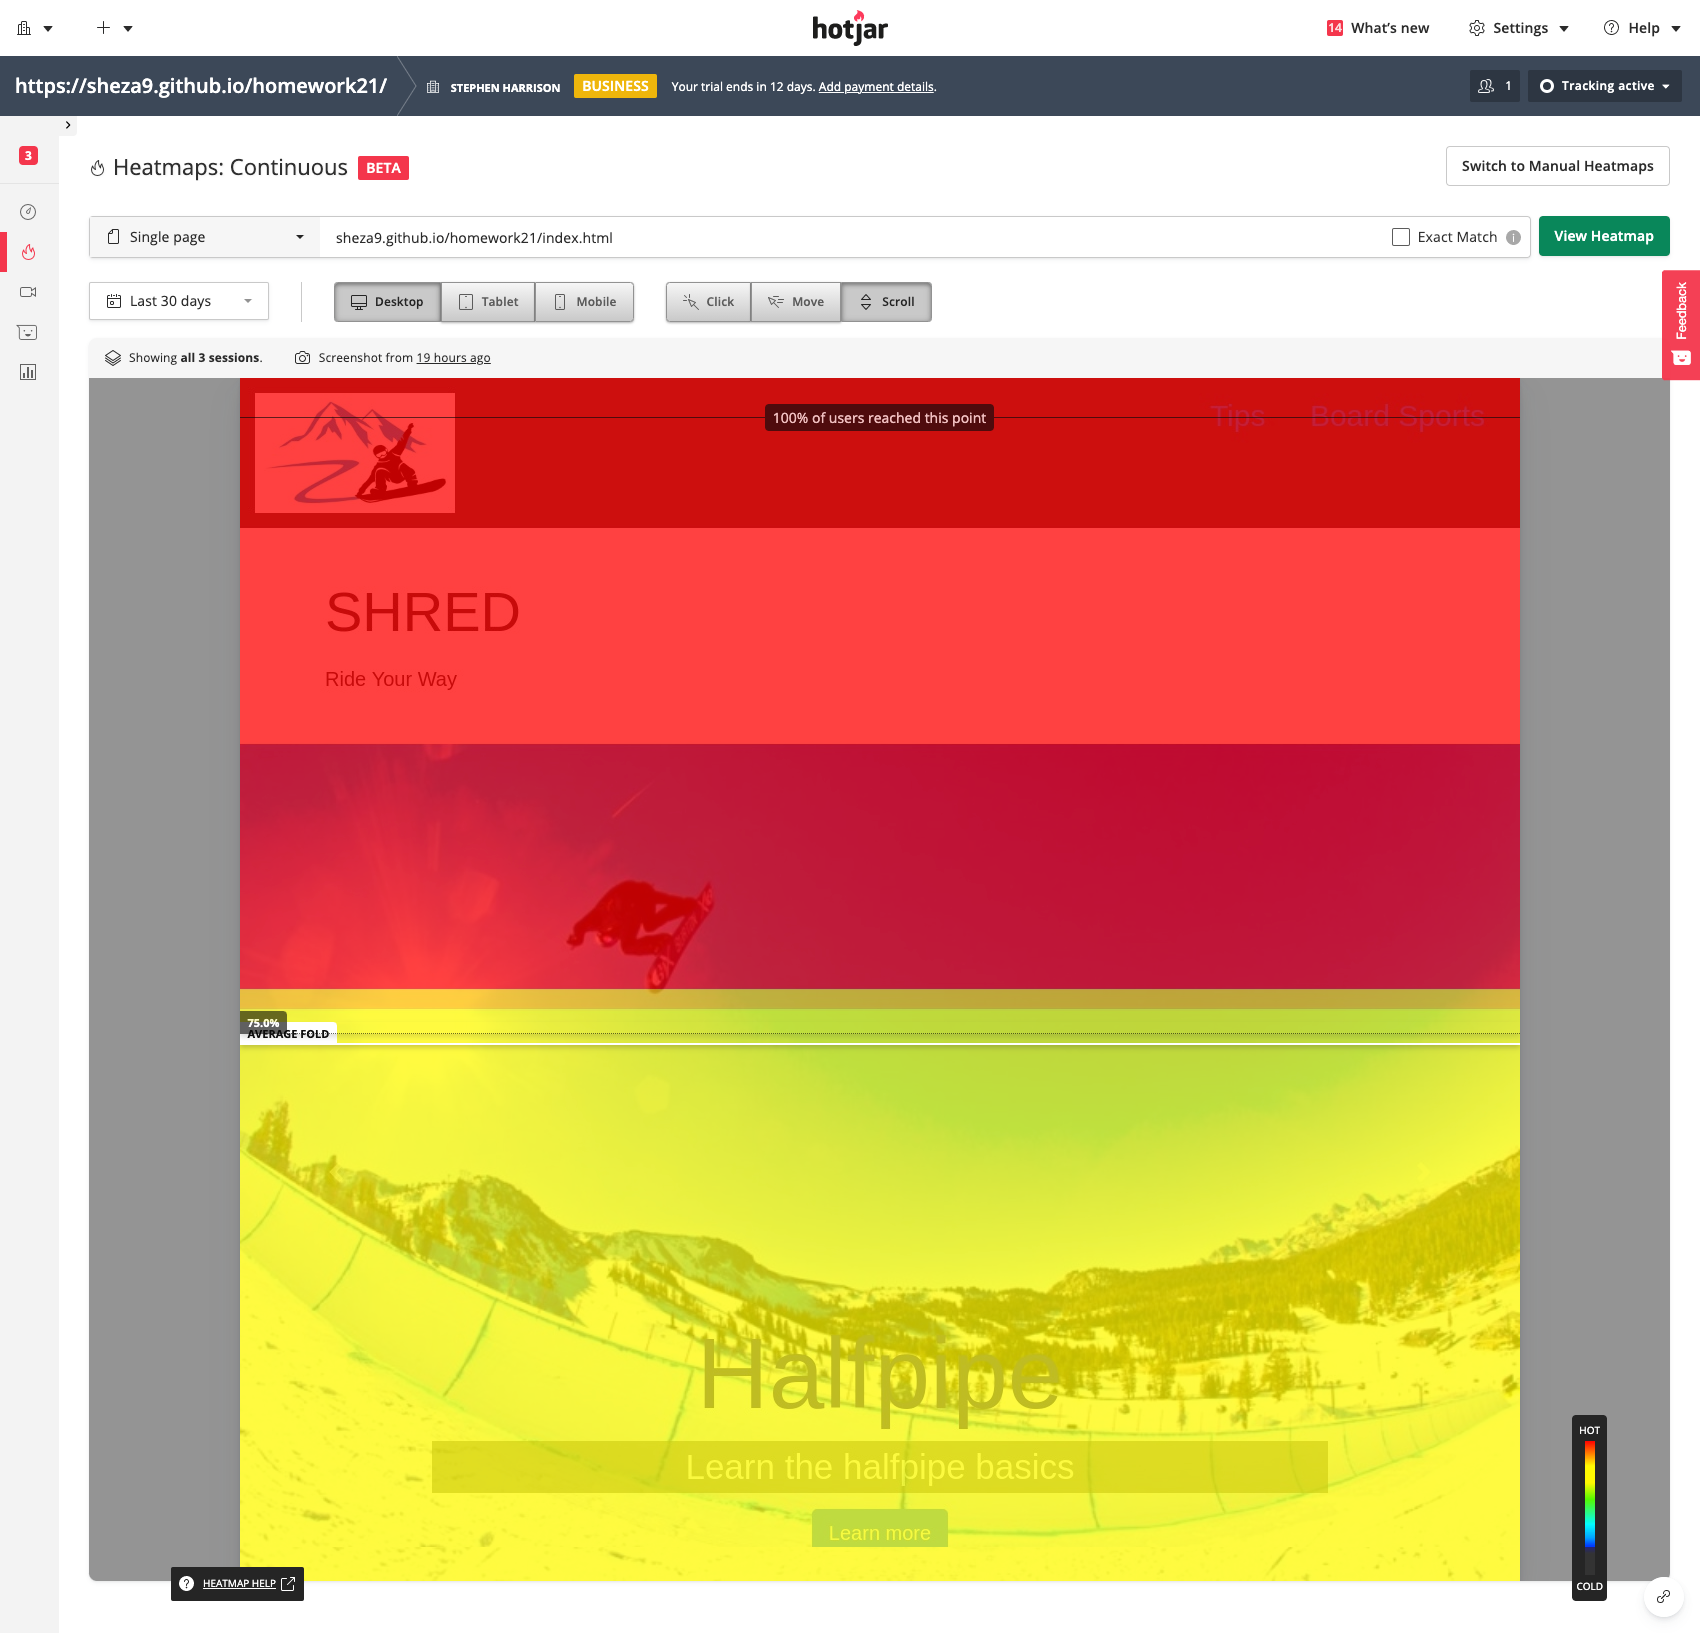 hotjar
14 What's new
Settings
Help
https://sheza9.github.io/homework21/
STEPHEN HARRISON
BUSINESS
Your trial ends in 12 days. Add payment details.
1
Tracking active
3
Heatmaps: Continuous
BETA
Switch to Manual Heatmaps
Single page
sheza9.github.io/homework21/index.html
Exact Match
View Heatmap
Last 30 days
Desktop
Tablet
Mobile
Click
Move
Scroll
Feedback
Showing all 3 sessions.
Screenshot from 19 hours ago
100% of users reached this point
Tips
Board Sports
SHRED
Ride Your Way
75.0%
AVERAGE FOLD
Halfpipe
Learn the halfpipe basics
Learn more
HOT
COLD
HEATMAP HELP